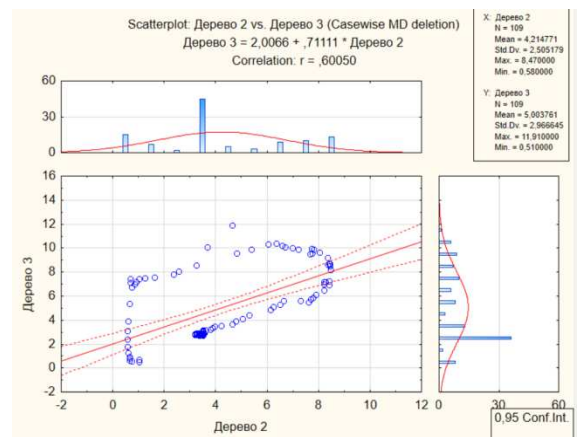 Scatterplot: Дерево 2 vs. Дерево 3 (Casewise MD deletion)
Дерево 3 = 2,0066 + ,71111 * Дерево 2
Correlation: r = ,60050
X: Дерево 2
N = 109
Mean = 4,214771
Std.Dv. = 2,505179
Max. = 8,470000
Min. = 0,580000
Y: Дерево 3
N = 109
Mean = 5,003761
Std.Dv. = 2,966645
Max. = 11,910000
Min. = 0,510000
60
30
0
16
14
12
10
8
6
4
2
0
-2
Дерево 3
-2 0 2 4 6 8 10 12
Дерево 2
0 30 60
0,95 Conf.Int.